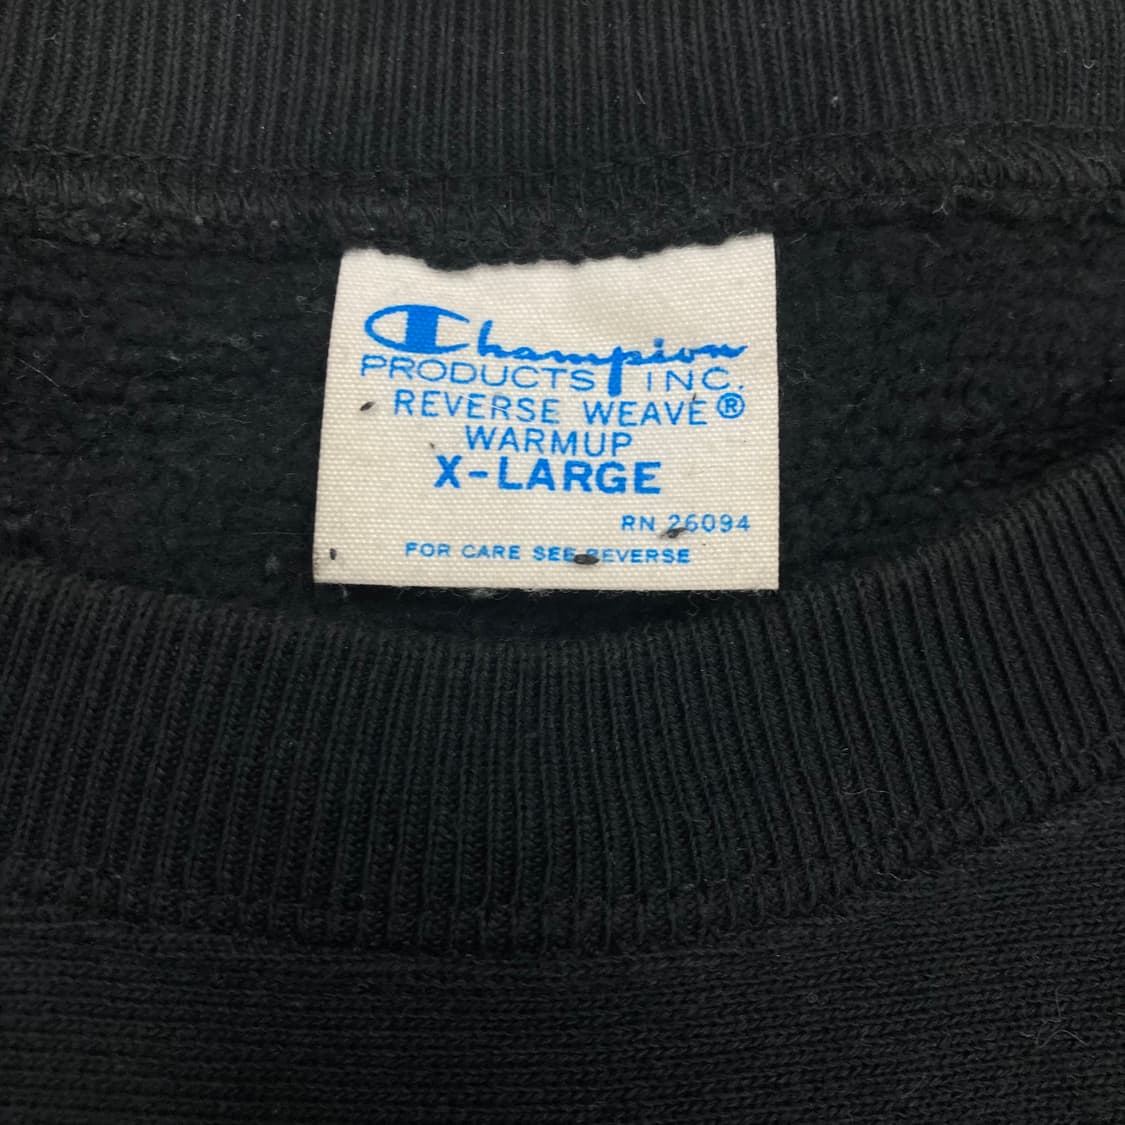 Champion
PRODUCTS INC.
REVERSE WEAVE®
WARMUP
X-LARGE
RN 26094
FOR CARE SEE REVERSE